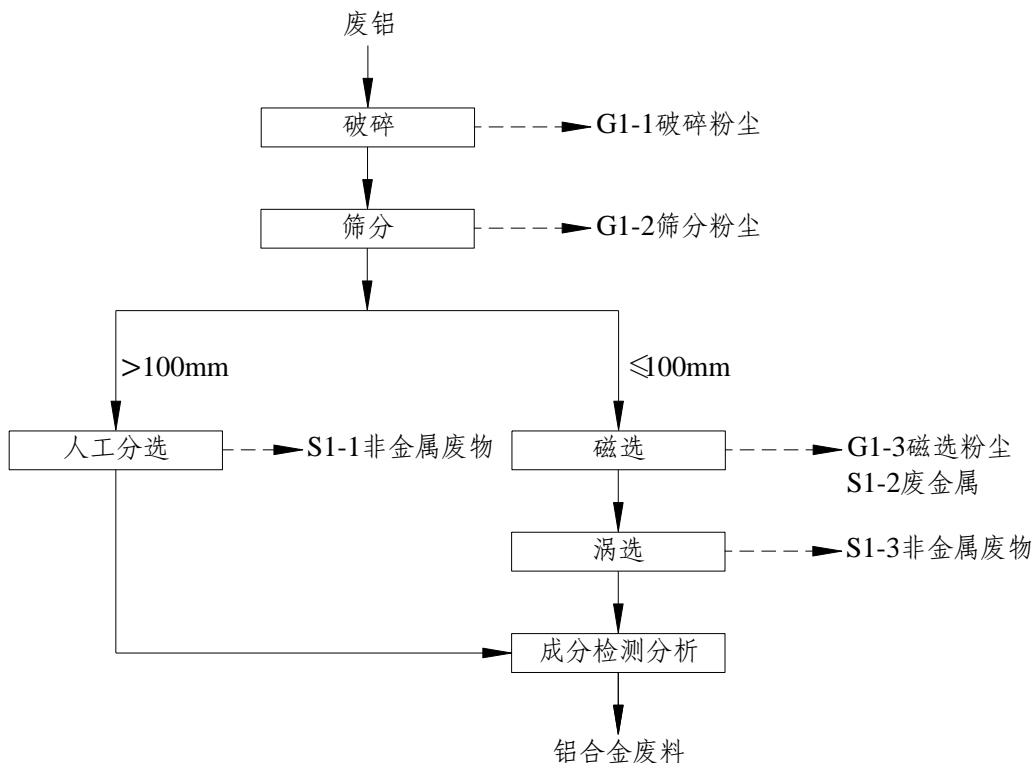 废铝
破碎
G1-1破碎粉尘
筛分
G1-2筛分粉尘
>100mm
≤100mm
人工分选
S1-1非金属废物
磁选
G1-3磁选粉尘
S1-2废金属
涡选
S1-3非金属废物
成分检测分析
铝合金废料